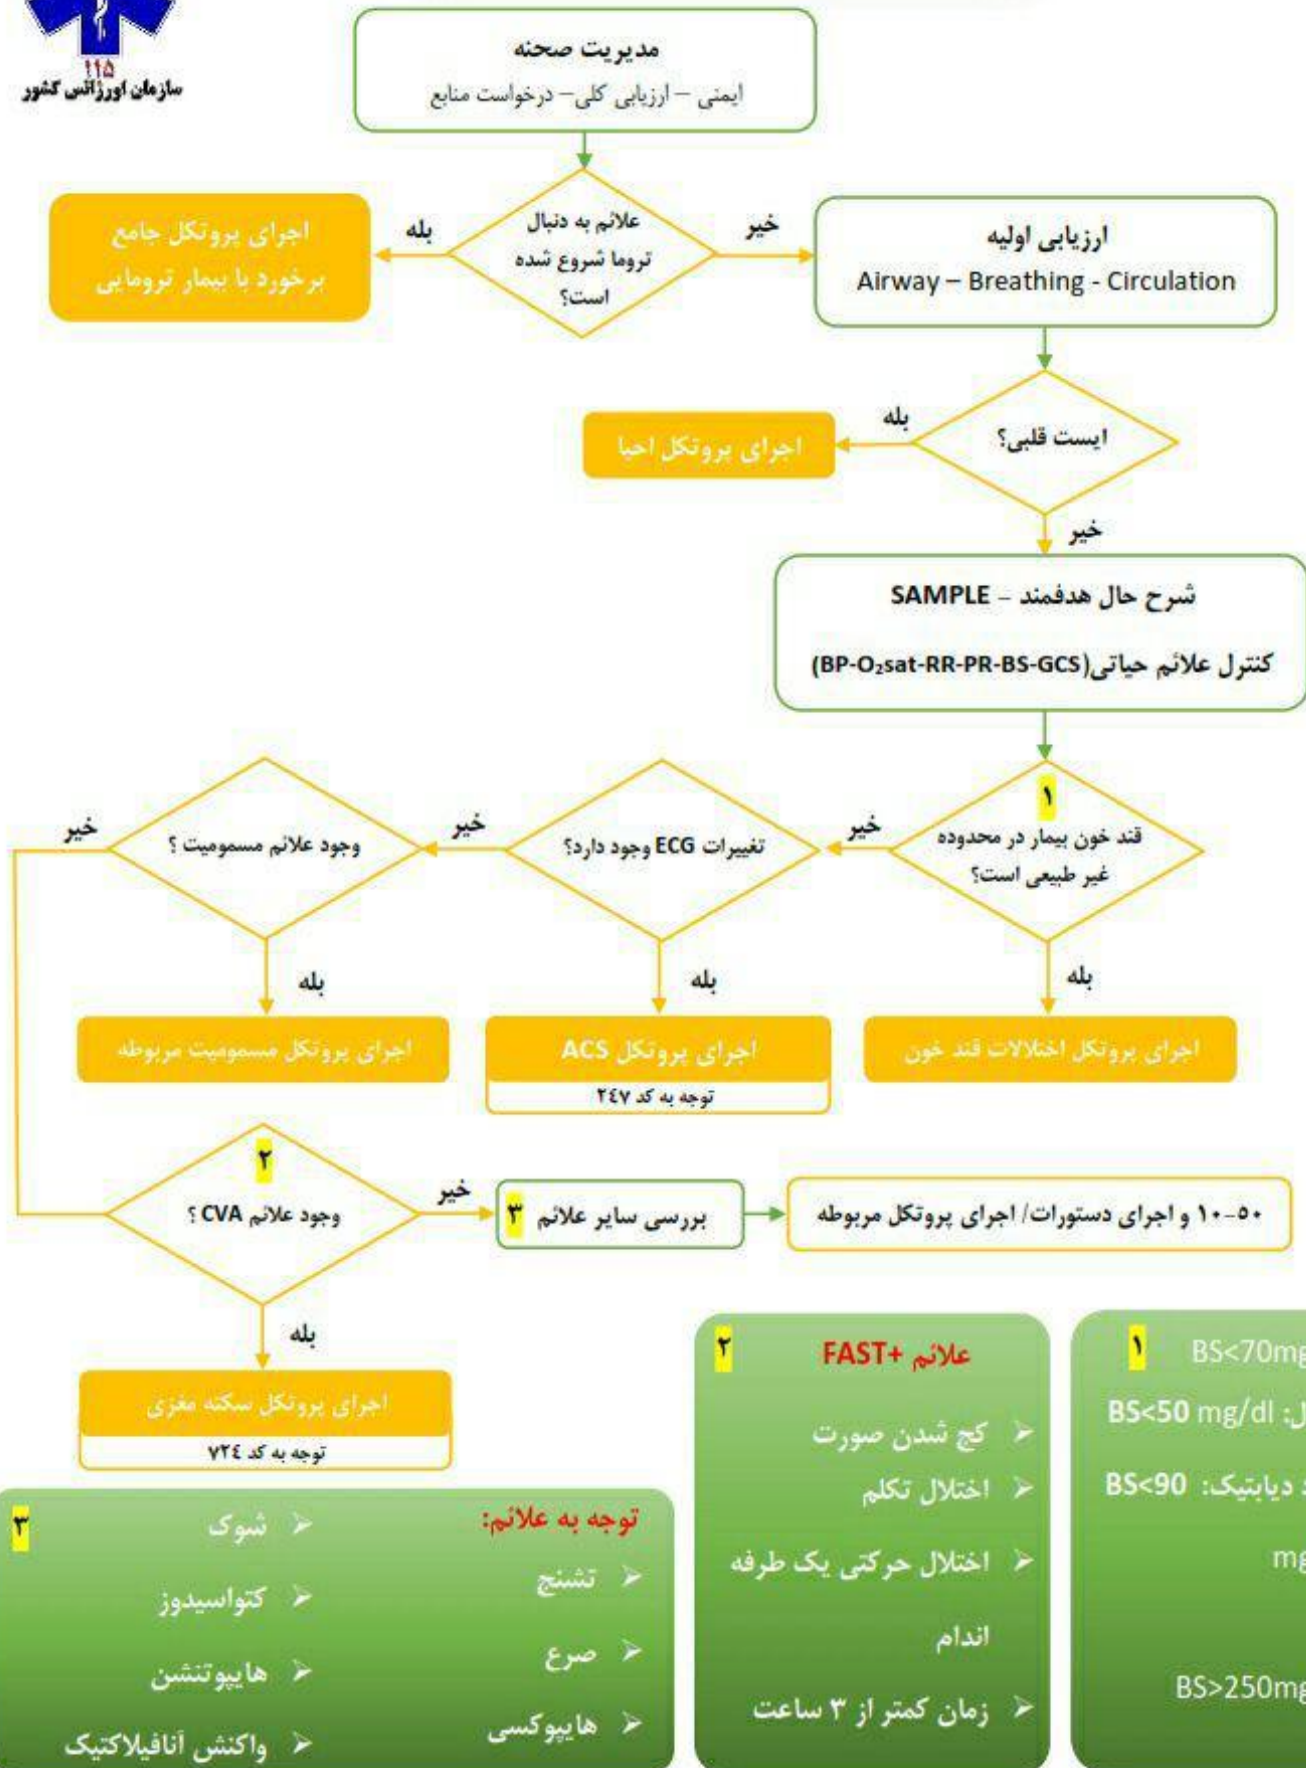 ۱۱۵
سازمان اورژانس کشور
مدیریت صحنه
ایمنی – ارزیابی کلی – درخواست منابع
علائم به دنبال
تروما شروع شده
است؟
خیر
بله
ارزیابی اولیه
Airway – Breathing - Circulation
اجرای پروتکل جامع
برخورد با بیمار ترومایی
ایست قلبی؟
بله
اجرای پروتکل احیا
خیر
شرح حال هدفمند – SAMPLE
کنترل علائم حیاتی(BP-O₂sat-RR-PR-BS-GCS)
۱
قند خون بیمار در محدوده
غیر طبیعی است؟
خیر
تغییرات ECG وجود دارد؟
خیر
وجود علائم مسمومیت ؟
خیر
بله
بله
بله
اجرای پروتکل اختلالات قند خون
اجرای پروتکل ACS
توجه به کد ۲٤۷
اجرای پروتکل مسمومیت مربوطه
۲
وجود علائم CVA ؟
خیر
بررسی سایر علائم ۳
۱۰-۵۰ و اجرای دستورات/ اجرای پروتکل مربوطه
بله
اجرای پروتکل سکته مغزی
توجه به کد ۷۲٤
۱
BS<70mg
BS<50 mg/dl
دیابتیک: BS<90
mg
BS>250mg
۲
علائم FAST+
کج شدن صورت
اختلال تکلم
اختلال حرکتی یک طرفه
اندام
زمان کمتر از ۳ ساعت
۳
توجه به علائم:
تشنج
صرع
هایپوکسی
شوک
کتواسیدوز
هایپوتنشن
واکنش آنافیلاکتیک